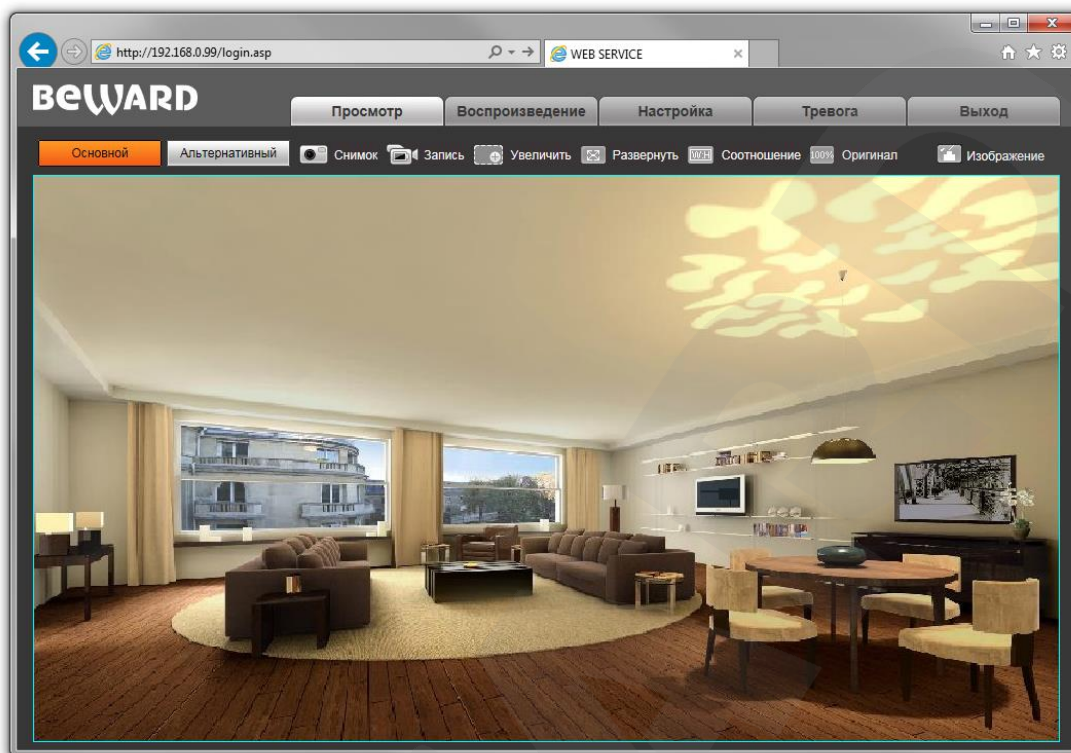 http://192.168.0.99/login.asp
WEB SERVICE
BEWARD
Просмотр Воспроизведение Настройка Тревога Выход
Основной Альтернативный Снимок Запись Увеличить Развернуть W:H Соотношение 100% Оригинал Изображение